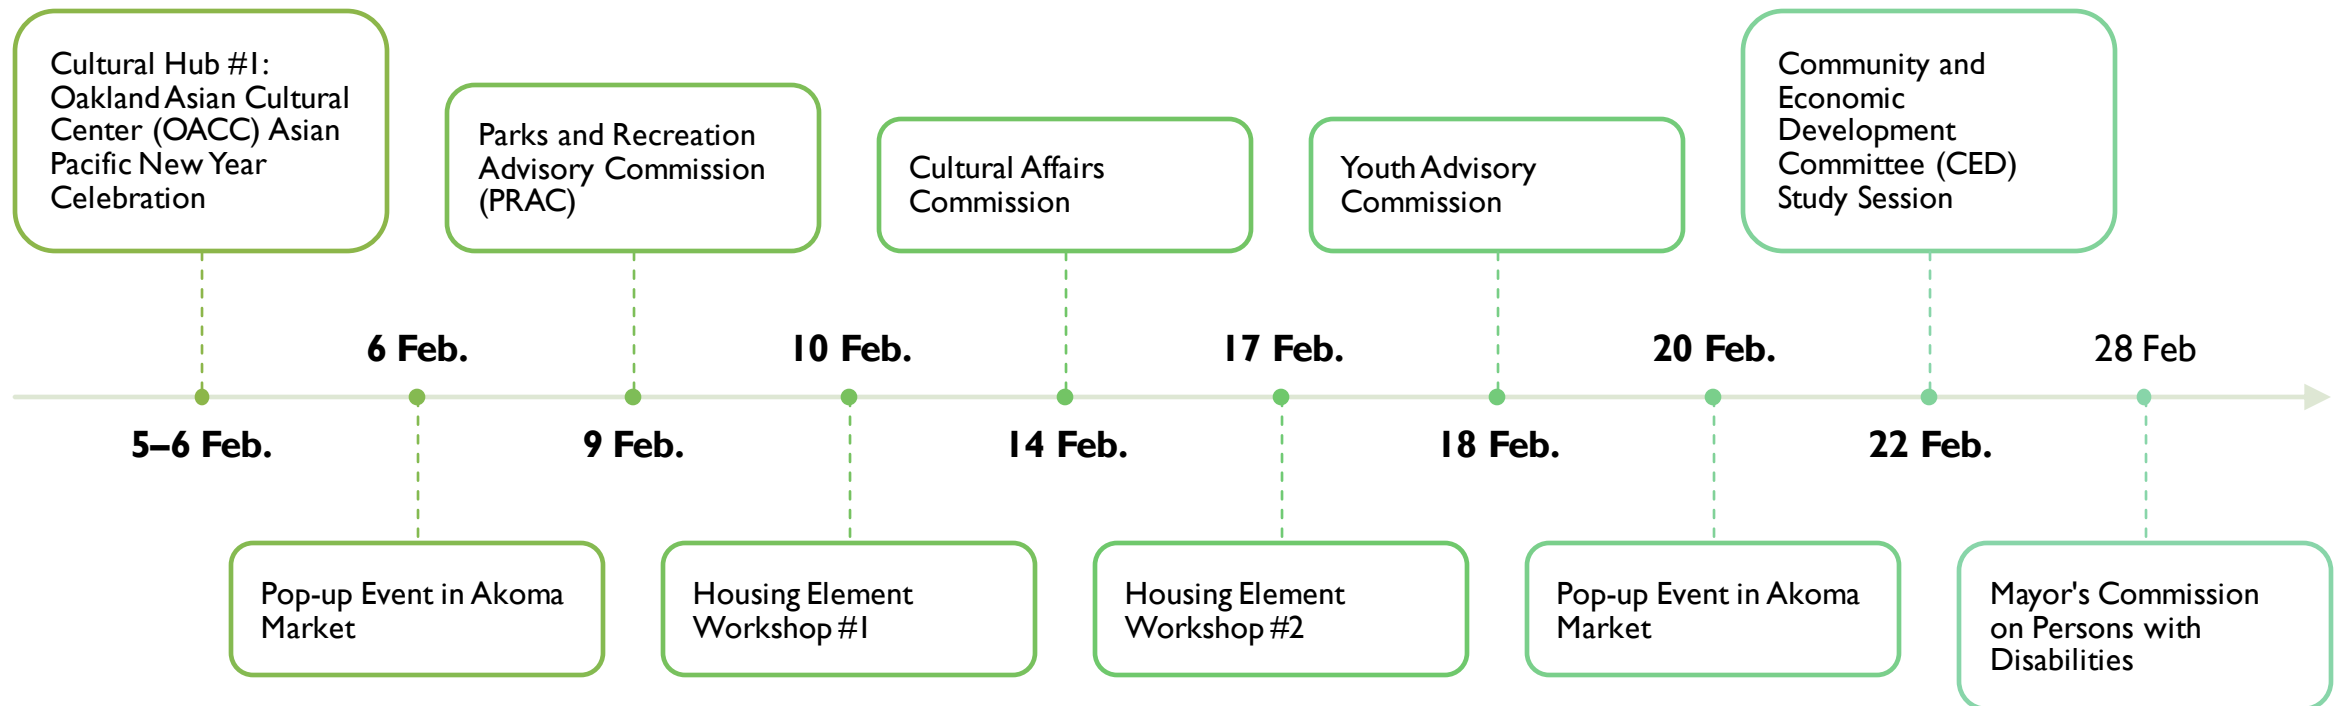 Cultural Hub #1:
Oakland Asian Cultural
Center (OACC) Asian
Pacific New Year
Celebration
Parks and Recreation
Advisory Commission
(PRAC)
Cultural Affairs
Commission
Youth Advisory
Commission
Community and
Economic
Development
Committee (CED)
Study Session
6 Feb.
10 Feb.
17 Feb.
20 Feb.
28 Feb
5–6 Feb.
9 Feb.
14 Feb.
18 Feb.
22 Feb.
Pop-up Event in Akoma
Market
Housing Element
Workshop #1
Housing Element
Workshop #2
Pop-up Event in Akoma
Market
Mayor's Commission
on Persons with
Disabilities